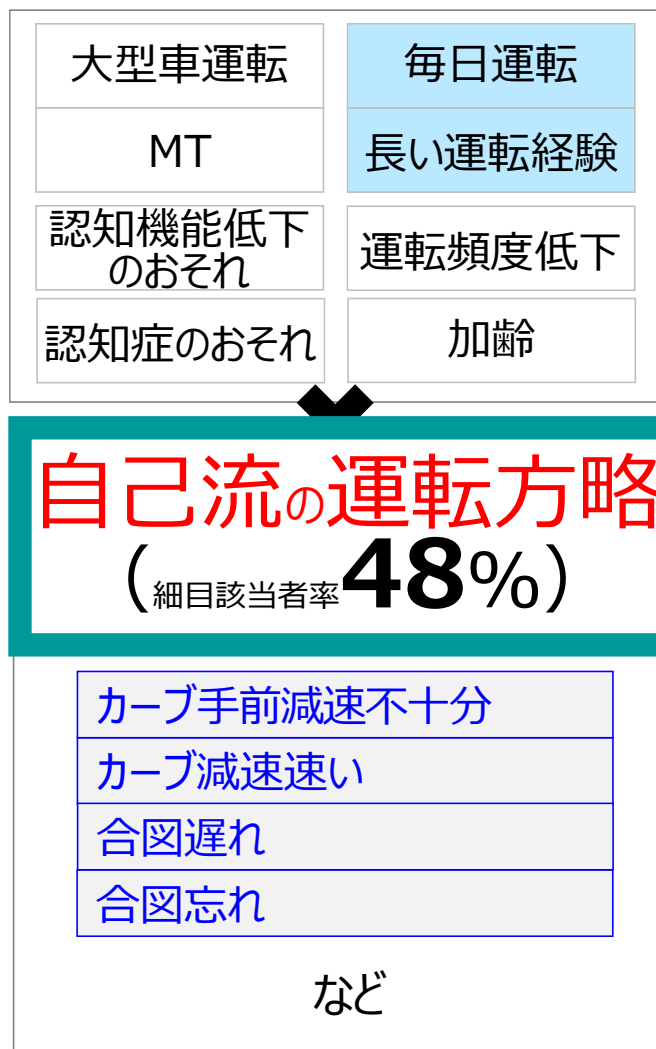 大型車運転
毎日運転
MT
長い運転経験
認知機能低下
のおそれ
運転頻度低下
認知症のおそれ
加齢
自己流の運転方略
(細目該当者率48%)
カーブ手前減速不十分
カーブ減速速い
合図遅れ
合図忘れ
など